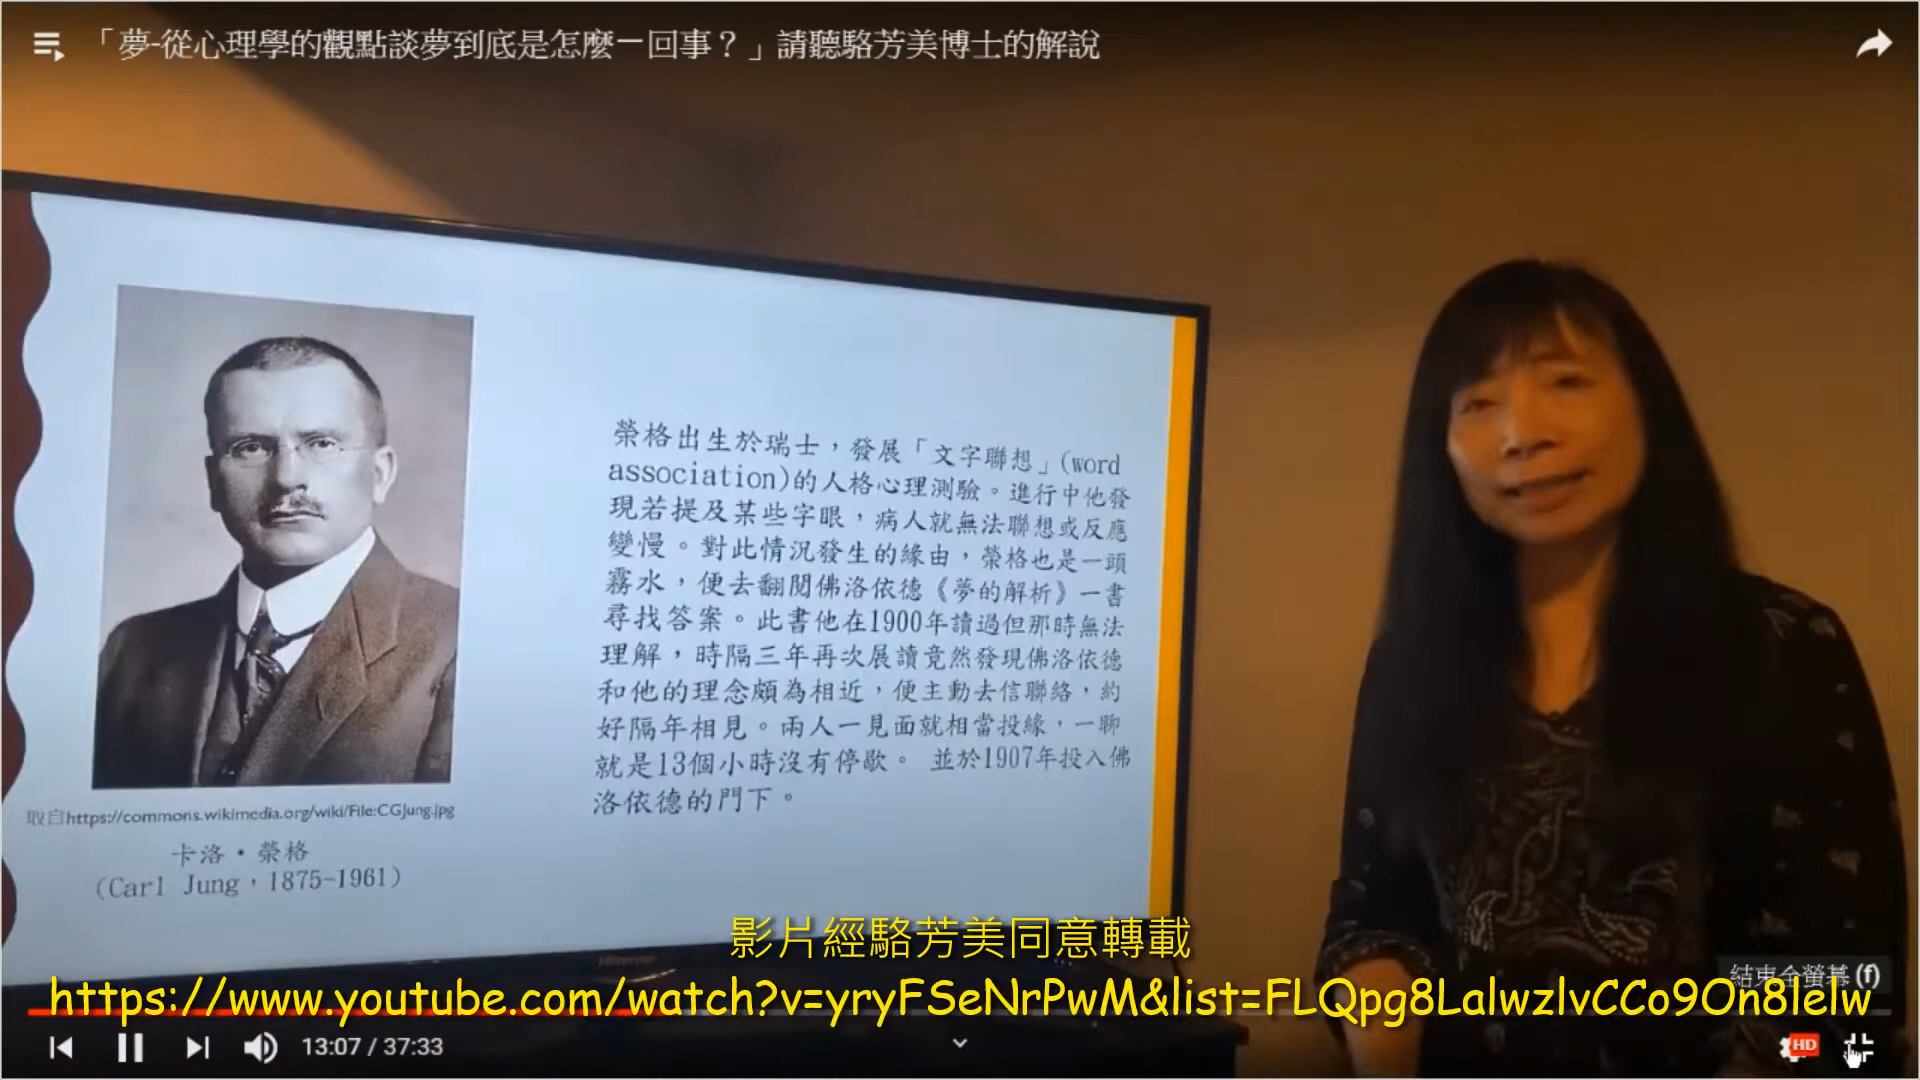 「夢-從心理學的觀點談夢到底是怎麼一回事？」請聽駱芳美博士的解說
榮格出生於瑞士，發展「文字聯想」(word
association)的人格心理測驗。進行中他發
現若提及某些字眼，病人就無法聯想或反應
變慢。對此情況發生的緣由，榮格也是一頭
霧水，便去翻閱佛洛依德《夢的解析》一書
尋找答案。此書他在1900年讀過但那時無法
理解，時隔三年再次展讀竟然發現佛洛依德
和他的理念頗為相近，便主動去信聯絡，約
好隔年相見。兩人一見面就相當投緣，一聊
就是13個小時沒有停歇。 並於1907年投入佛
洛依德的門下。
取自https://commons.wikimedia.org/wiki/File:CGJung.jpg
卡洛・榮格
(Carl Jung，1875-1961)
Hisense
影片經駱芳美同意轉載
結束全螢幕 (f)
https://www.youtube.com/watch?v=yryFSeNrPwM&list=FLQpg8LalwzlvCCo9On8lelw
13:07 / 37:33
HD